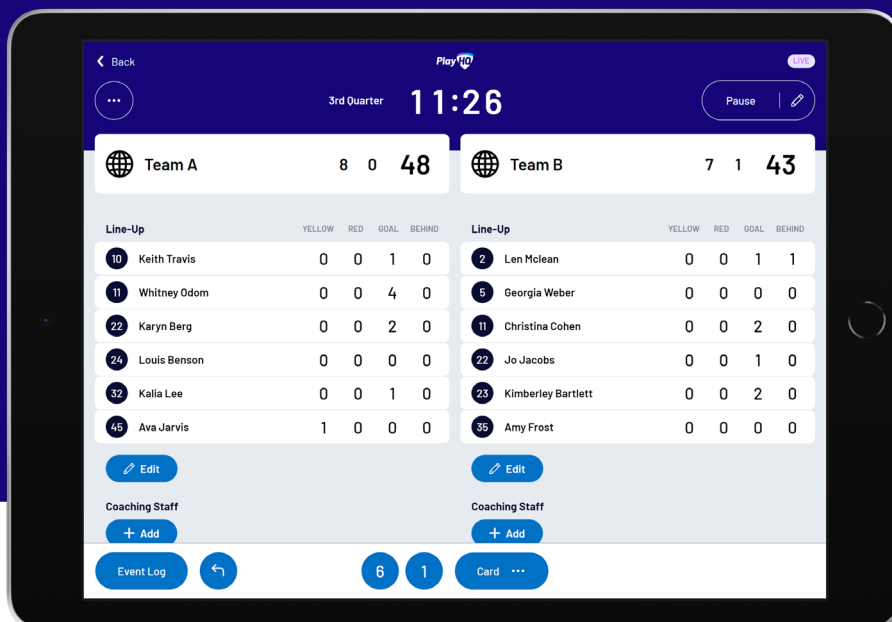 Back
PlayHQ
LIVE
3rd Quarter 11:26
Pause
Team A 8 0 48
Team B 7 1 43
Line-Up YELLOW RED GOAL BEHIND
10 Keith Travis 0 0 1 0
11 Whitney Odom 0 0 4 0
22 Karyn Berg 0 0 2 0
24 Louis Benson 0 0 0 0
32 Kalia Lee 0 0 1 0
45 Ava Jarvis 1 0 0 0
Edit
Coaching Staff
+ Add
Line-Up YELLOW RED GOAL BEHIND
2 Len Mclean 0 0 1 1
5 Georgia Weber 0 0 0 0
11 Christina Cohen 0 0 2 0
22 Jo Jacobs 0 0 1 0
23 Kimberley Bartlett 0 0 2 0
35 Amy Frost 0 0 0 0
Edit
Coaching Staff
+ Add
Event Log
6 1
Card ...